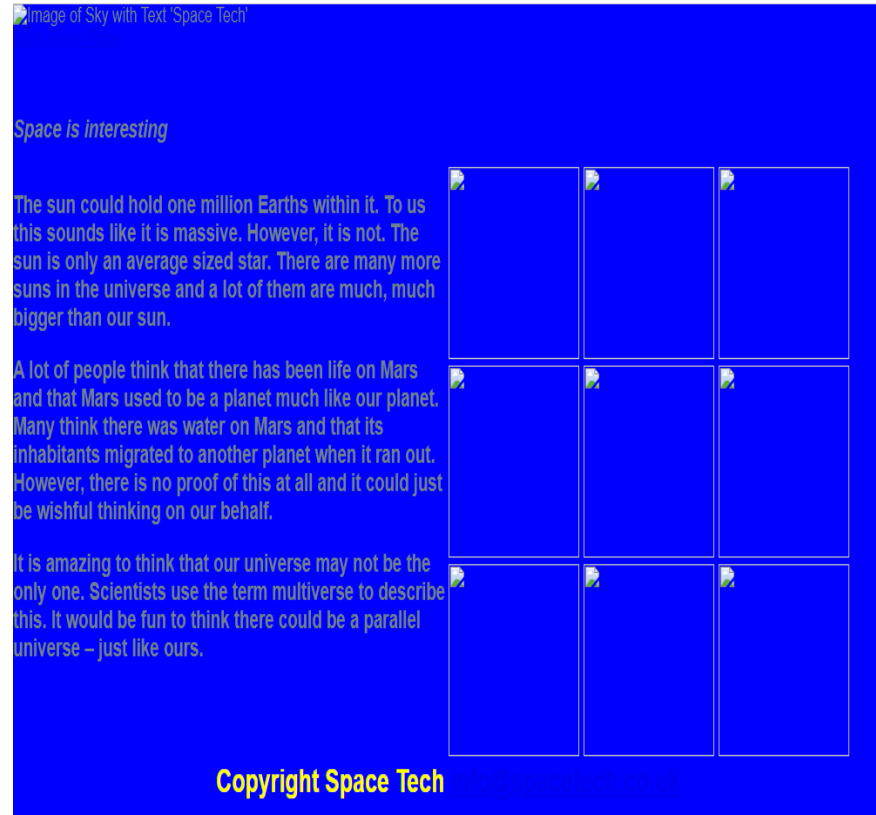 Image of Sky with Text 'Space Tech'
Space is interesting
The sun could hold one million Earths within it. To us
this sounds like it is massive. However, it is not. The
sun is only an average sized star. There are many more
suns in the universe and a lot of them are much, much
bigger than our sun.
A lot of people think that there has been life on Mars
and that Mars used to be a planet much like our planet.
Many think there was water on Mars and that its
inhabitants migrated to another planet when it ran out.
However, there is no proof of this at all and it could just
be wishful thinking on our behalf.
It is amazing to think that our universe may not be the
only one. Scientists use the term multiverse to describe
this. It would be fun to think there could be a parallel
universe – just like ours.
Copyright Space Tech info@spacetech.co.uk